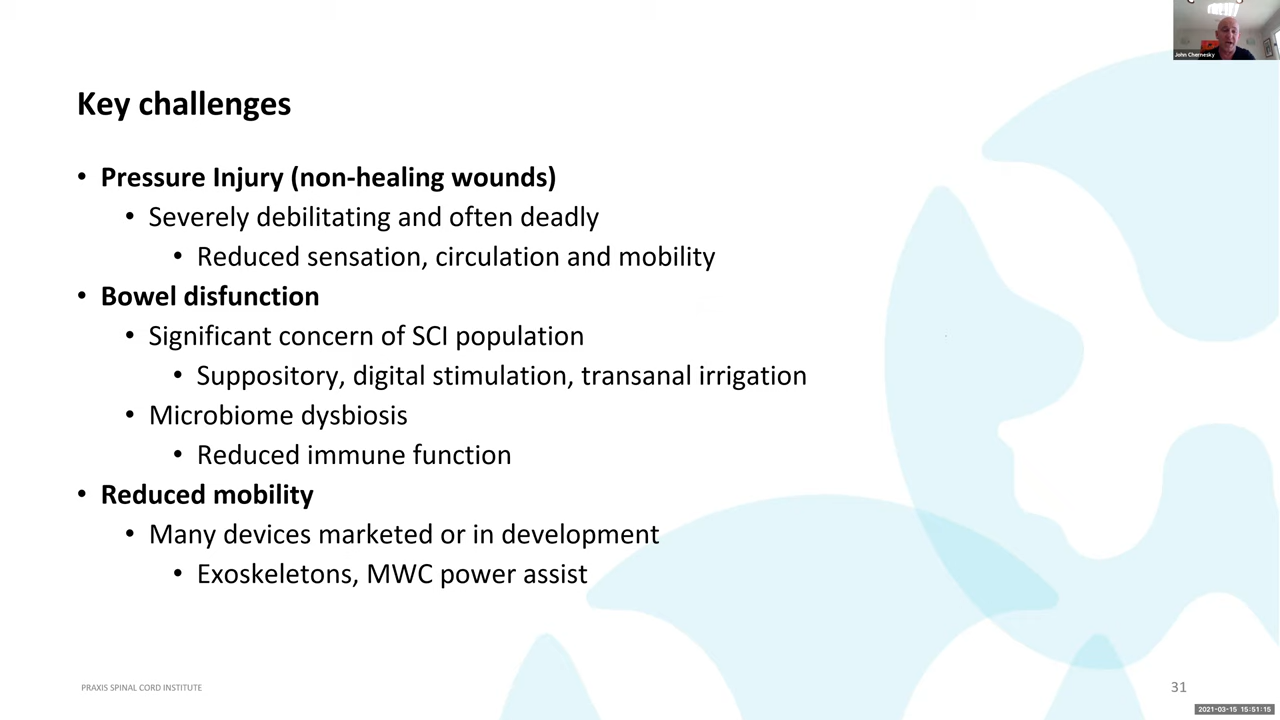 John Chernesky
Key challenges
• Pressure Injury (non-healing wounds)
• Severely debilitating and often deadly
• Reduced sensation, circulation and mobility
• Bowel disfunction
• Significant concern of SCI population
• Suppository, digital stimulation, transanal irrigation
• Microbiome dysbiosis
• Reduced immune function
• Reduced mobility
• Many devices marketed or in development
• Exoskeletons, MWC power assist
PRAXIS SPINAL CORD INSTITUTE
31
2021-03-15 15:51:15